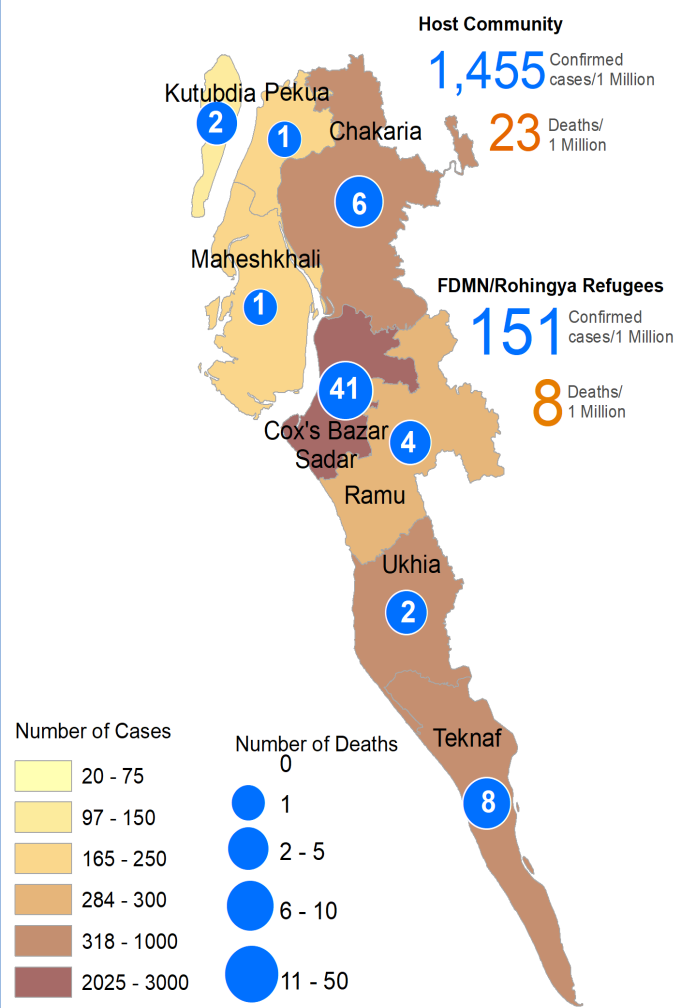 Host Community
1,455 Confirmed
cases/1 Million
23 Deaths/
1 Million
Kutubdia
2
Pekua
1
Chakaria
6
Maheshkhali
1
FDMN/Rohingya Refugees
151 Confirmed
cases/1 Million
8 Deaths/
1 Million
41
Cox's Bazar
Sadar
4
Ramu
Ukhia
2
Teknaf
8
Number of Cases
20 - 75
97 - 150
165 - 250
284 - 300
318 - 1000
2025 - 3000
Number of Deaths
0
1
2 - 5
6 - 10
11 - 50